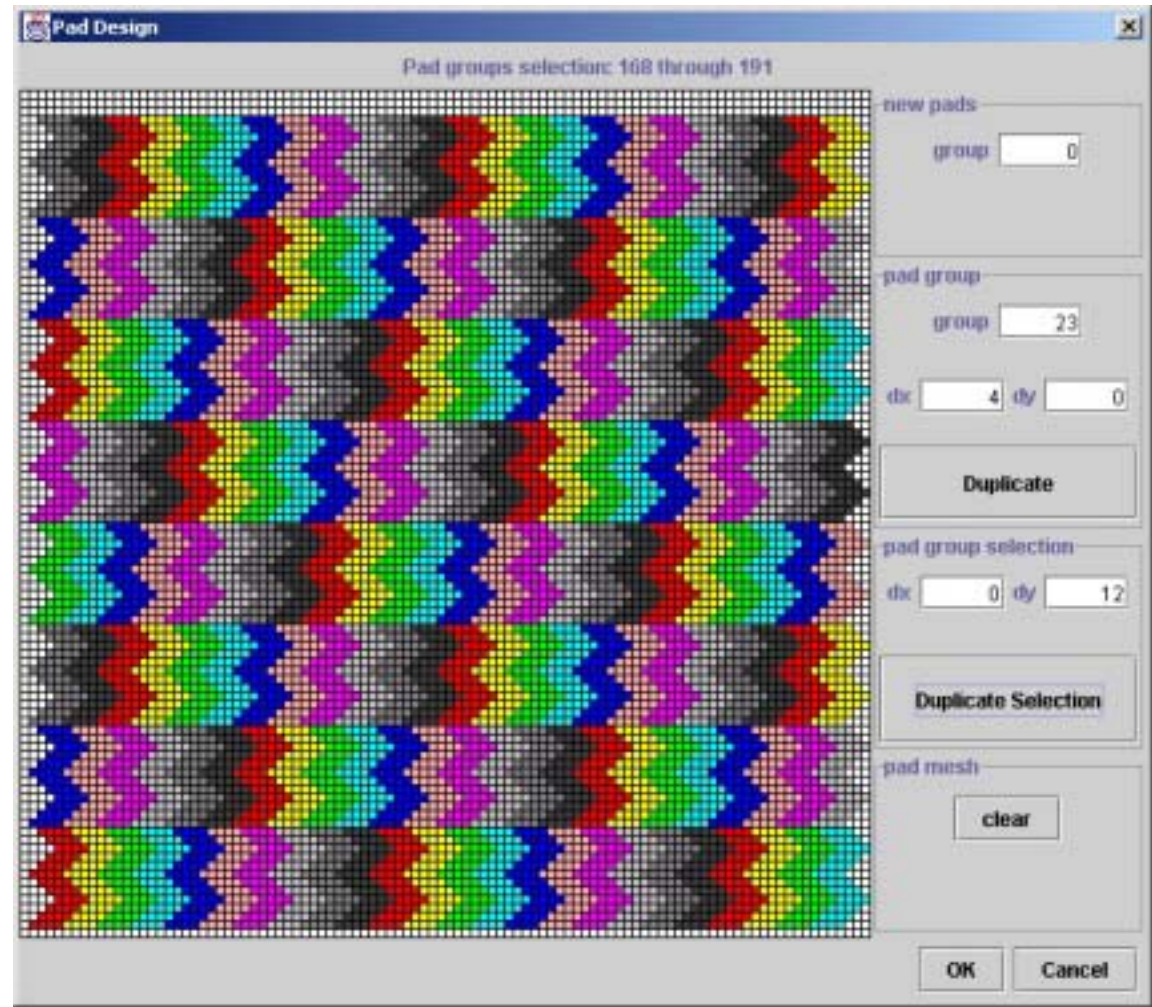 Pad Design
Pad groups selection: 168 through 191
new pads
group 0
pad group
group 23
dx 4 dy 0
Duplicate
pad group selection
dx 0 dy 12
Duplicate Selection
pad mesh
clear
OK Cancel